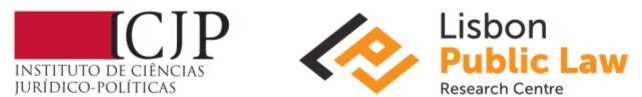 ICJP
INSTITUTO DE CIÊNCIAS
JURÍDICO-POLÍTICAS
Lisbon
Public Law
Research Centre